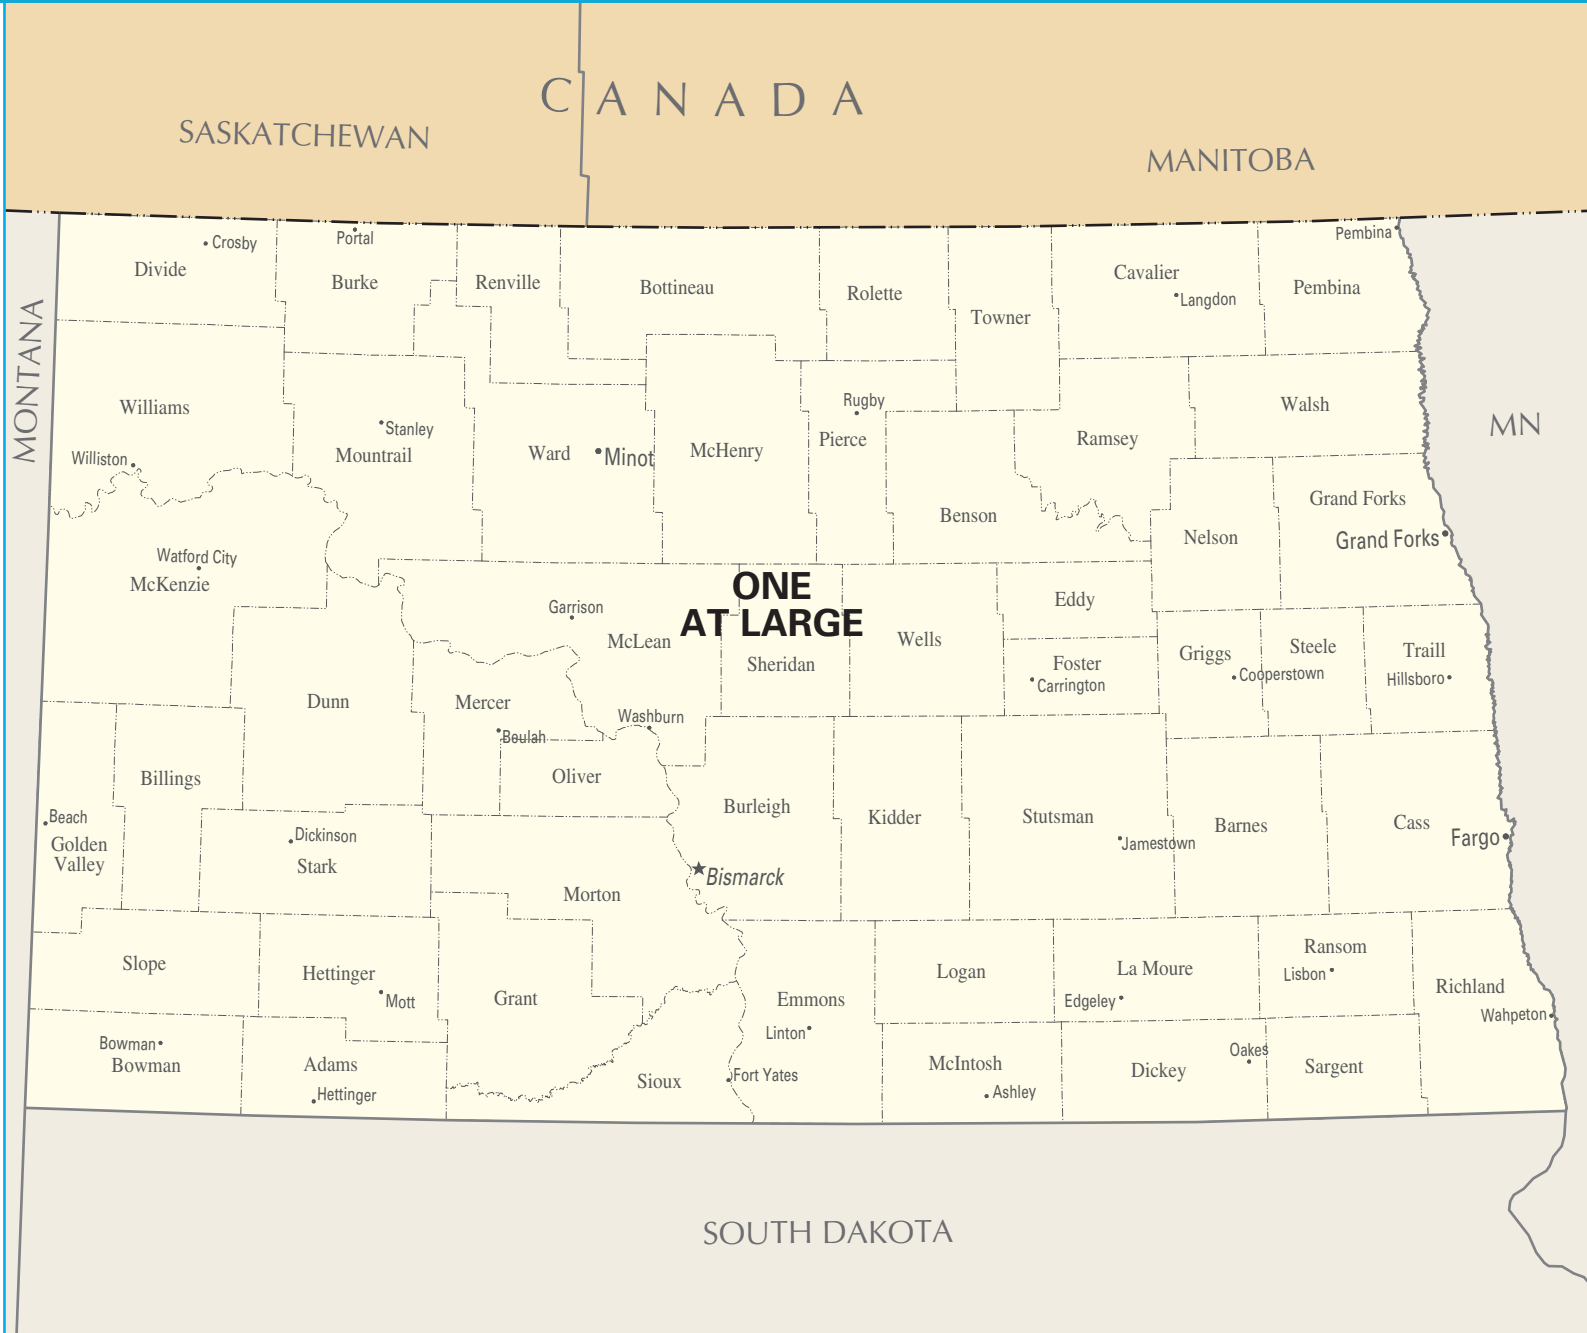 CANADA
SASKATCHEWAN
MANITOBA
MONTANA
MN
SOUTH DAKOTA
Crosby
Divide
Portal
Burke
Renville
Bottineau
Rolette
Towner
Cavalier
Langdon
Pembina
Pembina
Williams
Williston
Stanley
Mountrail
Ward
Minot
McHenry
Rugby
Pierce
Benson
Ramsey
Walsh
Nelson
Grand Forks
Grand Forks
Watford City
McKenzie
Garrison
McLean
ONE
AT LARGE
Sheridan
Wells
Eddy
Foster
Carrington
Griggs
Cooperstown
Steele
Traill
Hillsboro
Dunn
Mercer
Beulah
Washburn
Oliver
Billings
Beach
Golden
Valley
Dickinson
Stark
Morton
Burleigh
Bismarck
Kidder
Stutsman
Jamestown
Barnes
Cass
Fargo
Slope
Hettinger
Mott
Grant
Emmons
Linton
Logan
La Moure
Edgeley
Ransom
Lisbon
Richland
Wahpeton
Bowman
Bowman
Adams
Hettinger
Sioux
Fort Yates
McIntosh
Ashley
Dickey
Oakes
Sargent